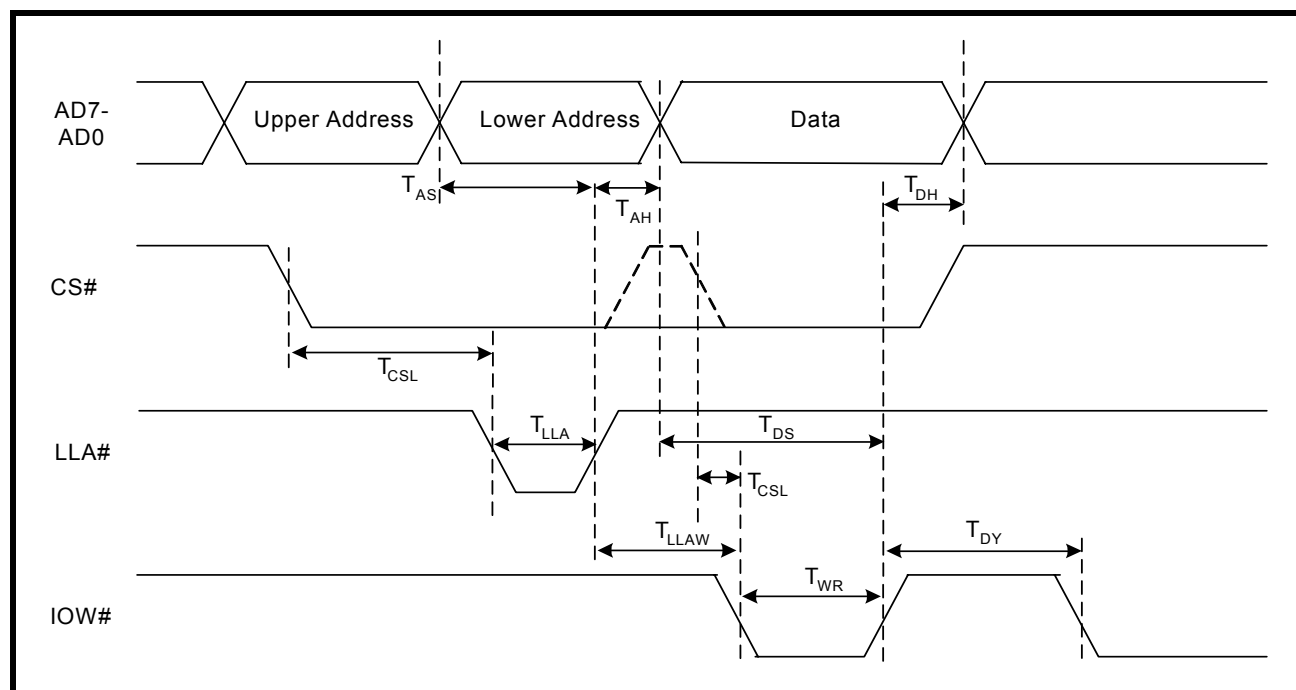 AD7-
AD0
Upper Address
Lower Address
Data
TAS
TAH
TDH
CS#
TCSL
LLA#
TLLA
TDS
TCSL
TLLAW
TDY
TWR
IOW#